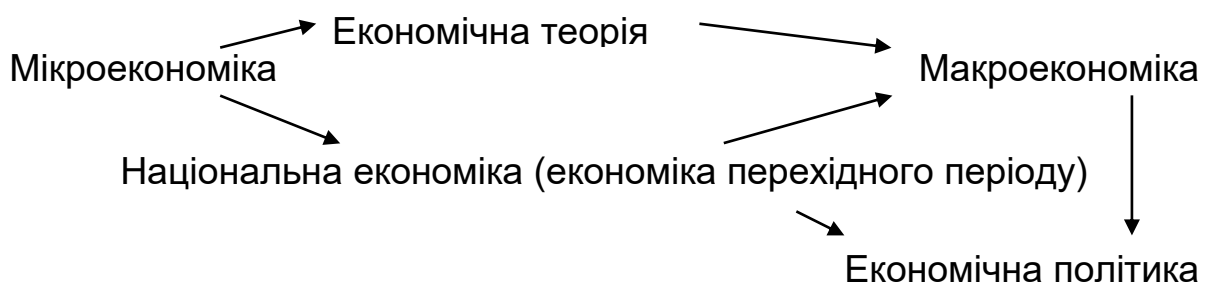 Економічна теорія
Мікроекономіка
Макроекономіка
Національна економіка (економіка перехідного періоду)
Економічна політика